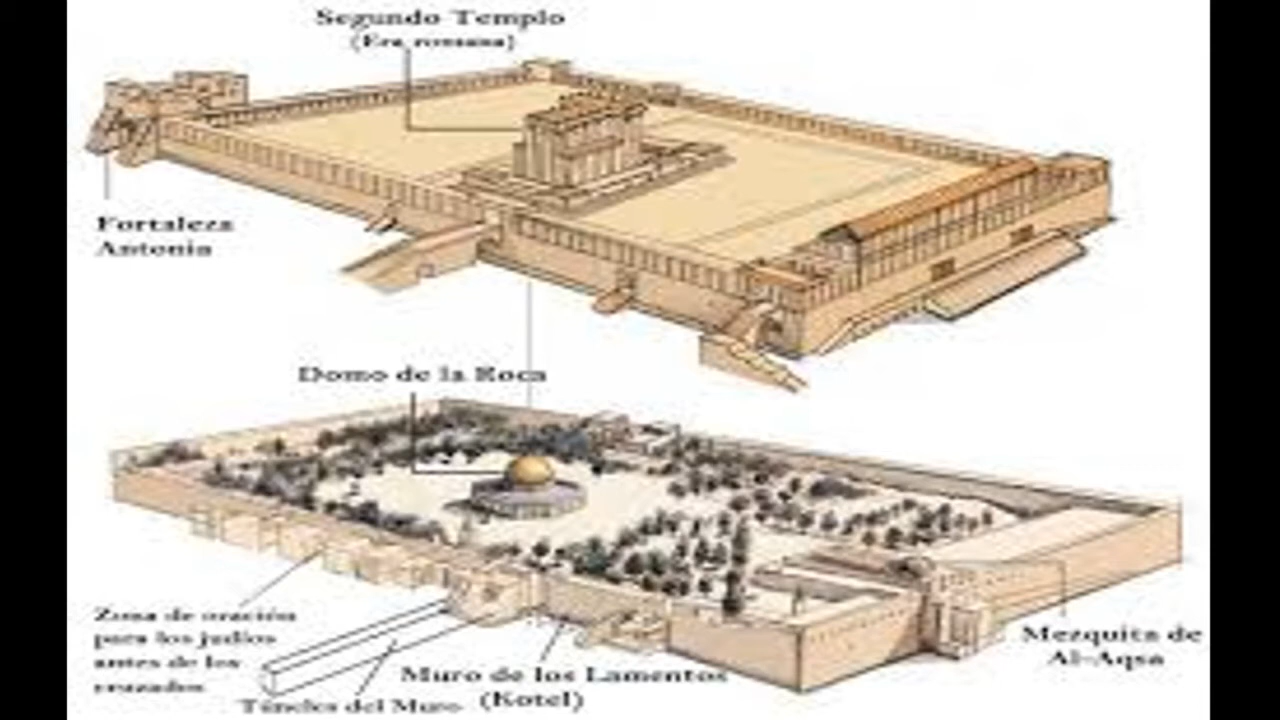 Segundo Templo
(Era romana)
Fortaleza
Antonia
Domo de la Roca
Zona de oración
para los judíos
antes de los
cruzados
Túneles del Muro
Muro de los Lamentos
(Kotel)
Mezquita de
Al-Aqsa